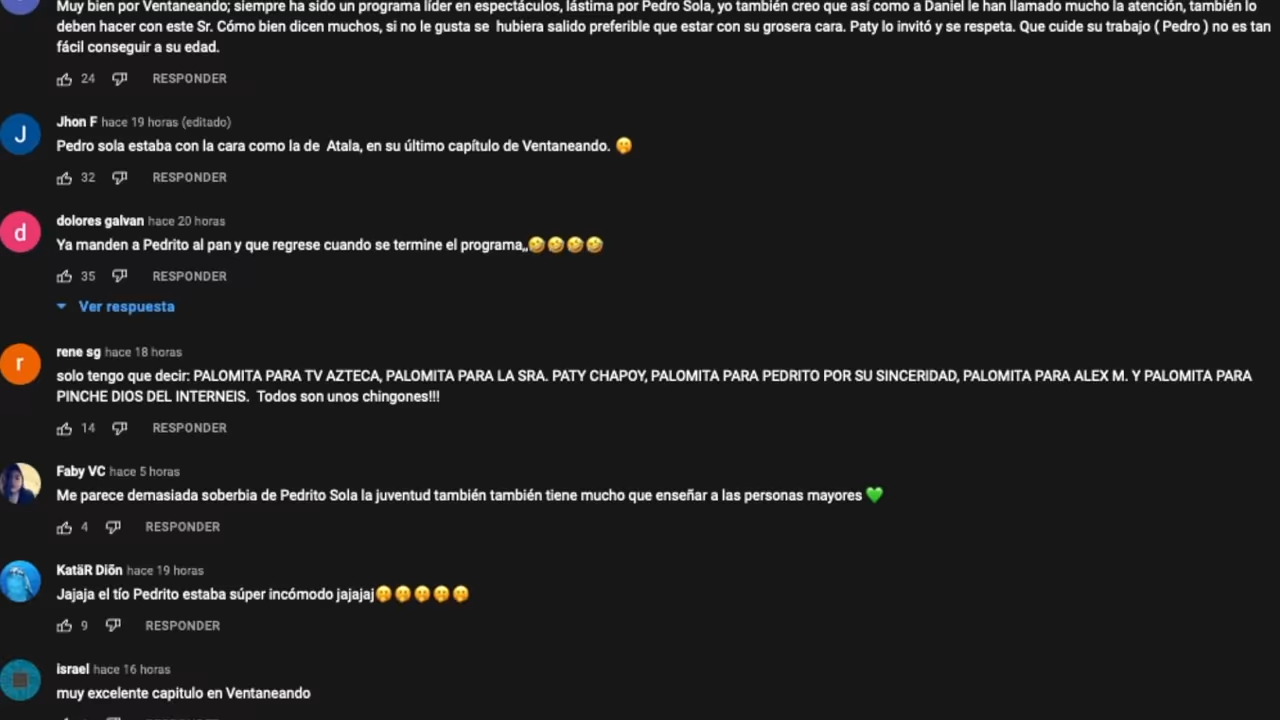 Muy bien por Ventaneando; siempre ha sido un programa líder en espectáculos, lástima por Pedro Sola, yo también creo que así como a Daniel le han llamado mucho la atención, también lo
deben hacer con este Sr. Cómo bien dicen muchos, si no le gusta se hubiera salido preferible que estar con su grosera cara. Paty lo invitó y se respeta. Que cuide su trabajo ( Pedro ) no es tan
fácil conseguir a su edad.
24 RESPONDER
J
Jhon F hace 19 horas (editado)
Pedro sola estaba con la cara como la de Atala, en su último capítulo de Ventaneando. 🤭
32 RESPONDER
d
dolores galvan hace 20 horas
Ya manden a Pedrito al pan y que regrese cuando se termine el programa,,🤣🤣🤣🤣
35 RESPONDER
Ver respuesta
r
rene sg hace 18 horas
solo tengo que decir: PALOMITA PARA TV AZTECA, PALOMITA PARA LA SRA. PATY CHAPOY, PALOMITA PARA PEDRITO POR SU SINCERIDAD, PALOMITA PARA ALEX M. Y PALOMITA PARA
PINCHE DIOS DEL INTERNEIS. Todos son unos chingones!!!
14 RESPONDER
Faby VC hace 5 horas
Me parece demasiada soberbia de Pedrito Sola la juventud también también tiene mucho que enseñar a las personas mayores 💚
4 RESPONDER
KatäR Diōn hace 19 horas
Jajaja el tío Pedrito estaba súper incómodo jajajaj🤭🤭🤭🤭🤭
9 RESPONDER
israel hace 16 horas
muy excelente capitulo en Ventaneando